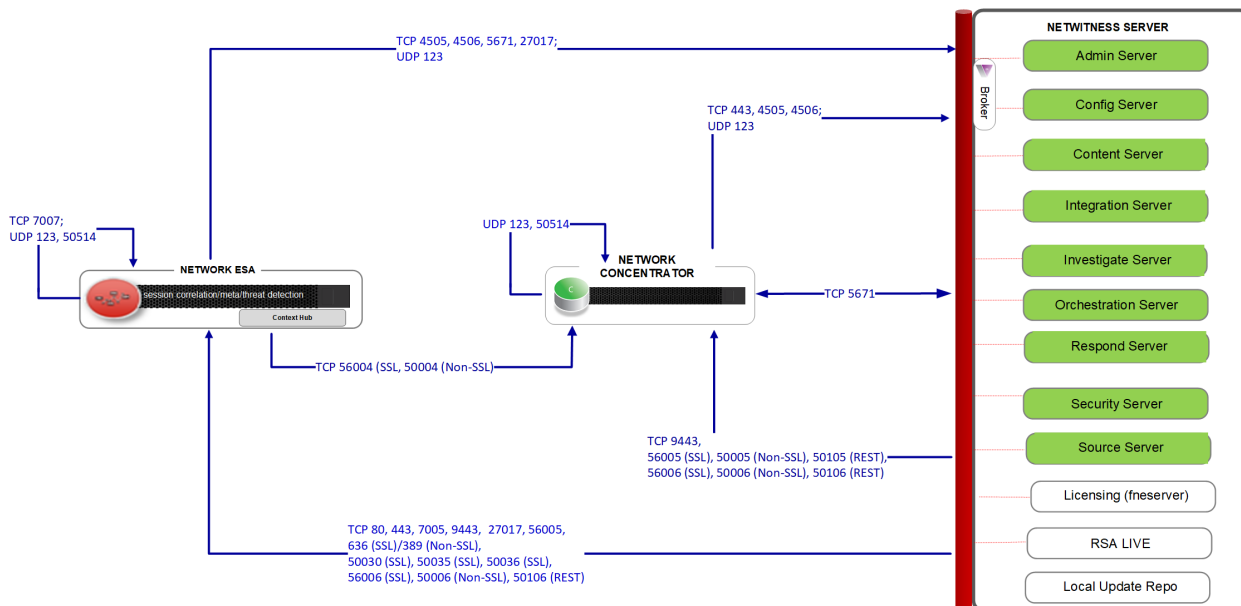 TCP 4505, 4506, 5671, 27017;
UDP 123
TCP 443, 4505, 4506;
UDP 123
TCP 7007;
UDP 123, 50514
NETWORK ESA
session correlation/meta/threat detection
Context Hub
UDP 123, 50514
NETWORK
CONCENTRATOR
C
TCP 5671
TCP 56004 (SSL, 50004 (Non-SSL)
TCP 9443,
56005 (SSL), 50005 (Non-SSL), 50105 (REST),
56006 (SSL), 50006 (Non-SSL), 50106 (REST)
TCP 80, 443, 7005, 9443, 27017, 56005,
636 (SSL)/389 (Non-SSL),
50030 (SSL), 50035 (SSL), 50036 (SSL),
56006 (SSL), 50006 (Non-SSL), 50106 (REST)
NETWITNESS SERVER
Broker
Admin Server
Config Server
Content Server
Integration Server
Investigate Server
Orchestration Server
Respond Server
Security Server
Source Server
Licensing (fneserver)
RSA LIVE
Local Update Repo